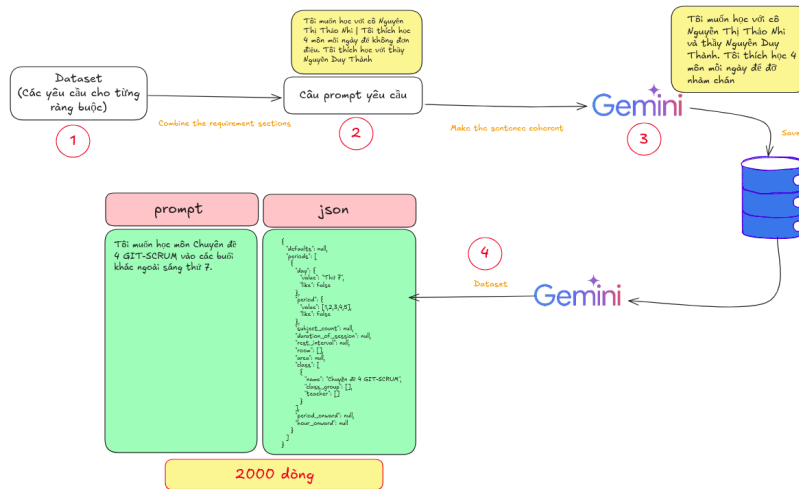 Tôi muốn học với cô Nguyễn
Thị Thảo Nhi | Tôi thích học
4 môn mỗi ngày để không đơn
điệu. Tôi thích học với thầy
Nguyễn Duy Thành
Tôi muốn học với cô
Nguyễn Thị Thảo Nhi
và thầy Nguyễn Duy
Thành. Tôi thích học 4
môn mỗi ngày để đỡ
nhàm chán
Dataset
(Các yêu cầu cho từng
ràng buộc)
1
Combine the requirement sections
Câu prompt yêu cầu
2
Make the sentence coherent
Gemini
3
Save
prompt
json
Tôi muốn học môn Chuyên đề
4 GIT-SCRUM vào các buổi
khác ngoài sáng thứ 7.
{
"defaults": null,
"periods": [
{
"day": {
"value": "Thứ 7",
"like": false
},
"period": {
"value": [1,2,3,4,5],
"like": false
},
"subject_count": null,
"duration_of_session": null,
"rest_interval": null,
"room": [],
"area": null,
"class": [
{
"name": "Chuyên đề 4 GIT-SCRUM",
"class_group": [],
"teacher": []
}
],
"period_onward": null,
"hour_onward": null
}
]
}
4
Dataset
Gemini
2000 dòng